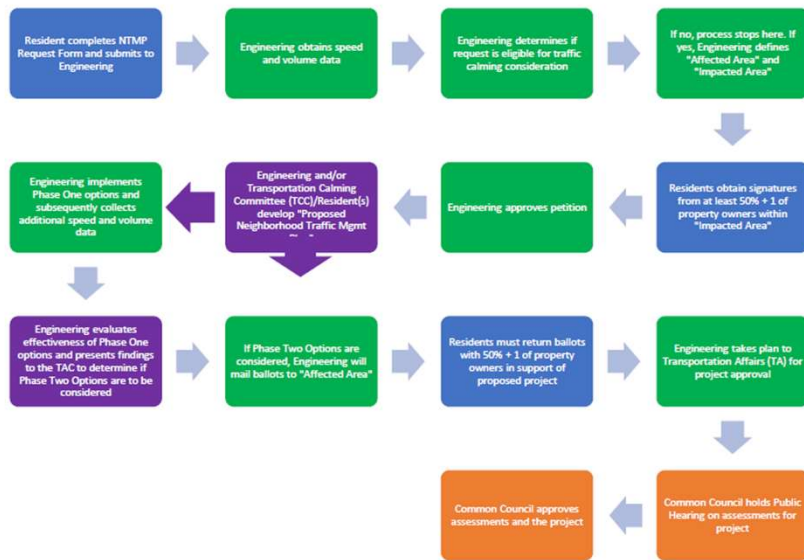 Resident completes NTMP
Request Form and submits to
Engineering
Engineering obtains speed
and volume data
Engineering determines if
request is eligible for traffic
calming consideration
If no, process stops here. If
yes, Engineering defines
"Affected Area" and
"Impacted Area"
Residents obtain signatures
from at least 50% + 1 of
property owners within
"Impacted Area"
Engineering approves petition
Engineering and/or
Transportation Calming
Committee (TCC)/Resident(s)
develop "Proposed
Neighborhood Traffic Mgmt
Engineering implements
Phase One options and
subsequently collects
additional speed and volume
data
Engineering evaluates
effectiveness of Phase One
options and presents findings
to the TAC to determine if
Phase Two Options are to be
considered
If Phase Two Options are
considered, Engineering will
mail ballots to "Affected Area"
Residents must return ballots
with 50% + 1 of property
owners in support of
proposed project
Engineering takes plan to
Transportation Affairs (TA) for
project approval
Common Council holds Public
Hearing on assessments for
project
Common Council approves
assessments and the project